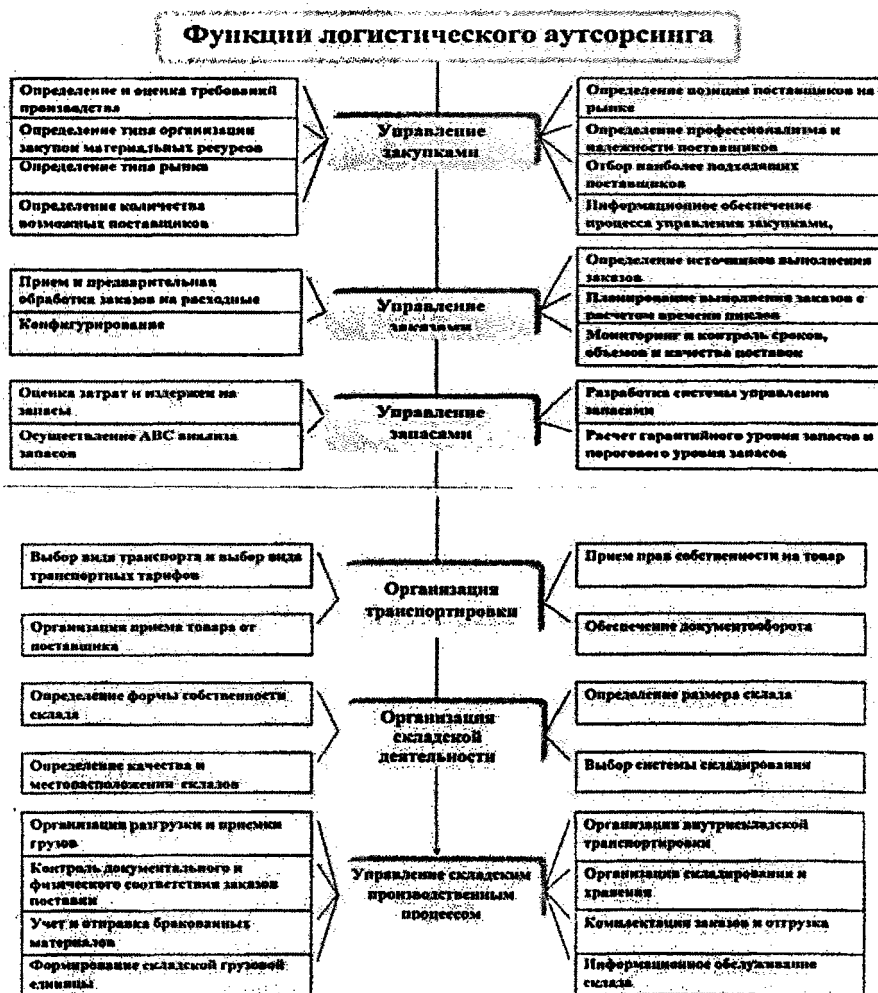 Функции логистического аутсорсинга
Определение и оценка требований
производства
Определение типа организации
закупок материальных ресурсов
Определение типа рынка
Определение количества
возможных поставщиков
Управление
закупками
Определение позиции поставщиков на
рынке
Определение профессионализма и
надежности поставщиков
Отбор наиболее подходящих
поставщиков
Информационное обеспечение
процесса управления закупками,
Прием и предварительная
обработка заказов на расходные
Конфигурирование
Управление
заказами
Определение источников выполнения
заказов
Планирование выполнения заказов с
расчетом времени циклов
Мониторинг и контроль сроков,
объемов и качества поставок
Оценка затрат и издержек на
запасы
Осуществление АВС анализа
запасов
Управление
запасами
Разработка системы управления
запасами
Расчет гарантийного уровня запасов и
порогового уровня запасов
Выбор вида транспорта и выбор вида
транспортных тарифов
Организация приема товара от
поставщика
Организация
транспортировки
Прием прав собственности на товар
Обеспечение документооборота
Определение формы собственности
склада
Определение качества и
месторасположения складов
Организация
складской
деятельности
Определение размера склада
Выбор системы складирования
Организация разгрузки и приемки
грузов
Контроль документального и
физического соответствия заказов
поставки
Учет и отправка бракованных
материалов
Формирование складской грузовой
единицы
Управление складским
производственным
процессом
Организация внутрискладской
транспортировки
Организация складирования и
хранения
Комплектация заказов и отгрузка
Информационное обслуживание
склада